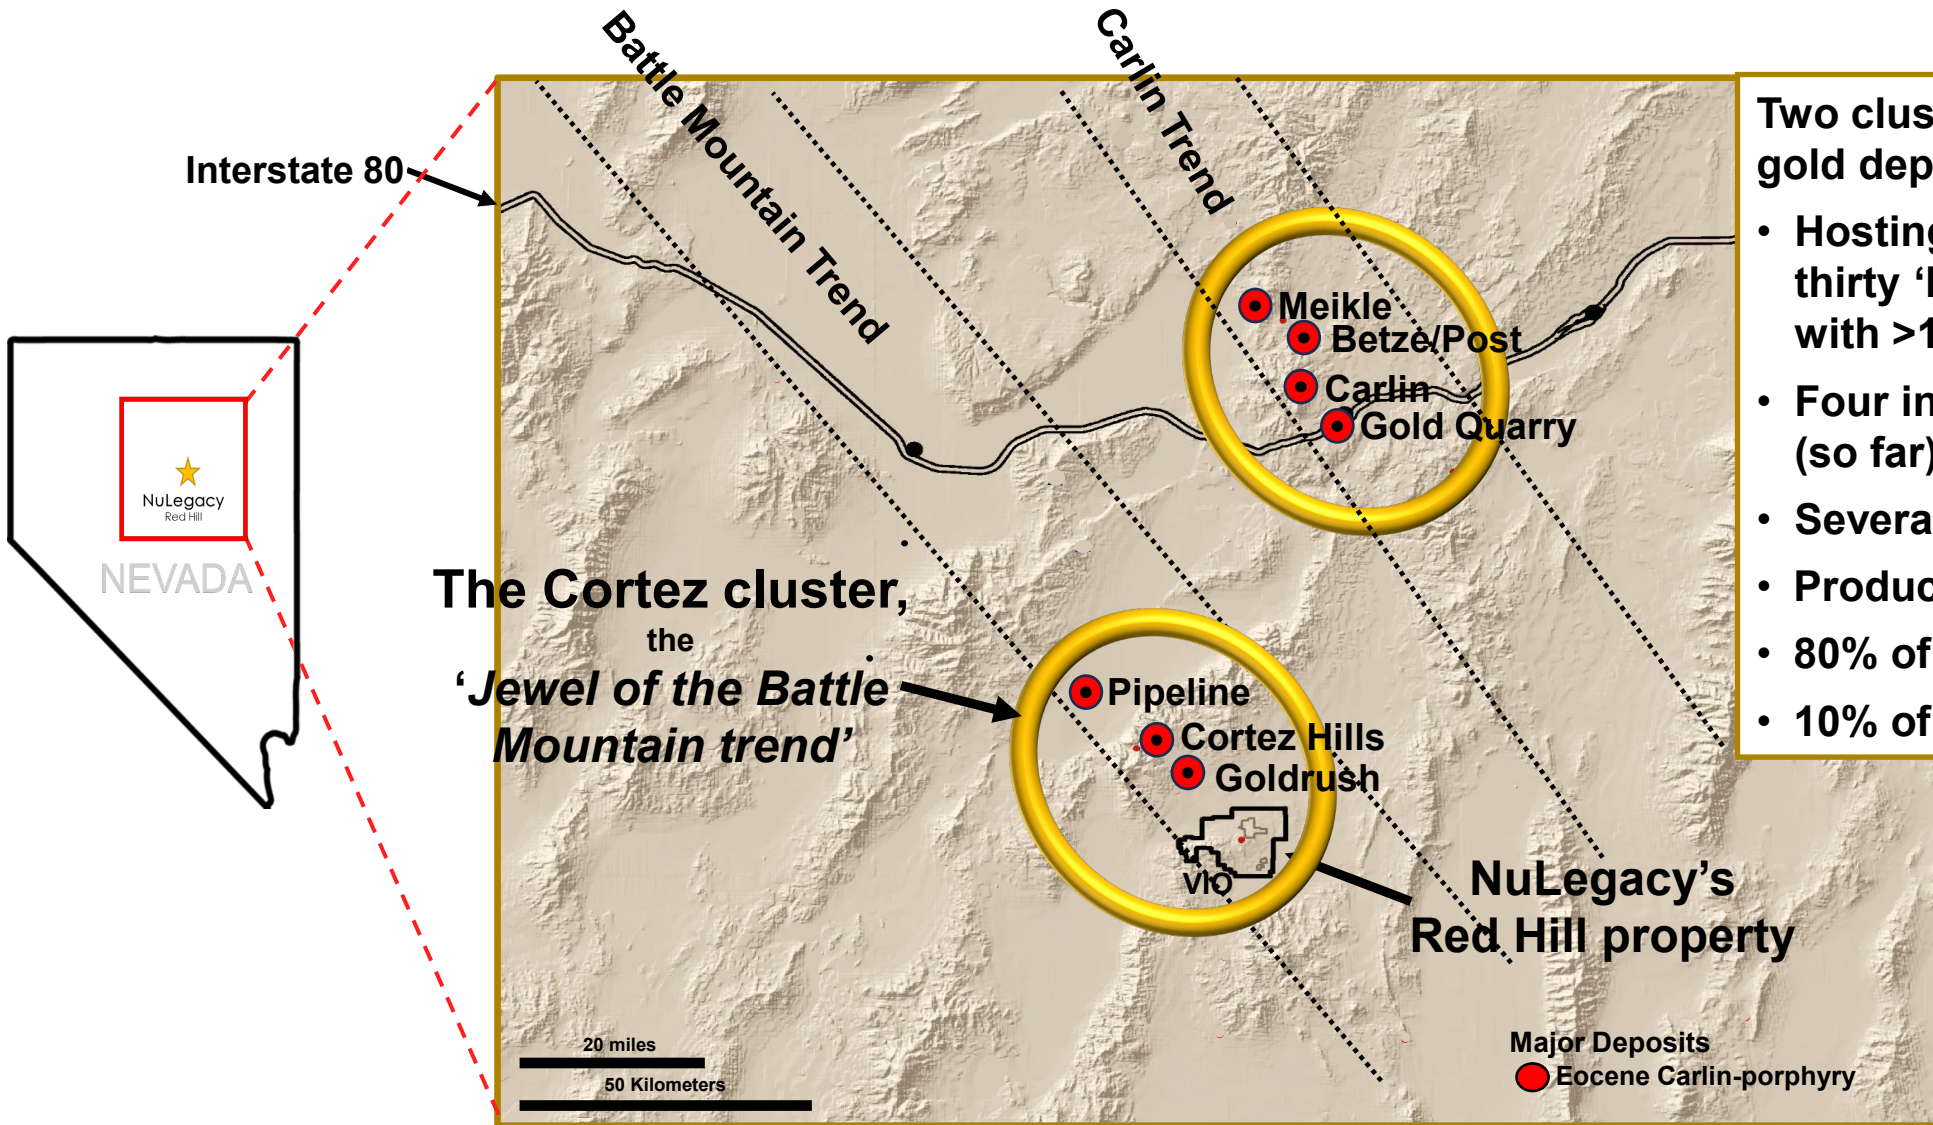 Battle Mountain Trend
Carlin Trend
Interstate 80
NuLegacy
Red Hill
NEVADA
Meikle
Betze/Post
Carlin
Gold Quarry
The Cortez cluster,
the
‘Jewel of the Battle
Mountain trend’
Pipeline
Cortez Hills
Goldrush
VIO
NuLegacy’s
Red Hill property
20 miles
50 Kilometers
Major Deposits
Eocene Carlin-porphyry
Two clus
gold dep
• Hosting
thirty ‘
with >1
• Four in
(so far)
• Severa
• Produc
• 80% of
• 10% of